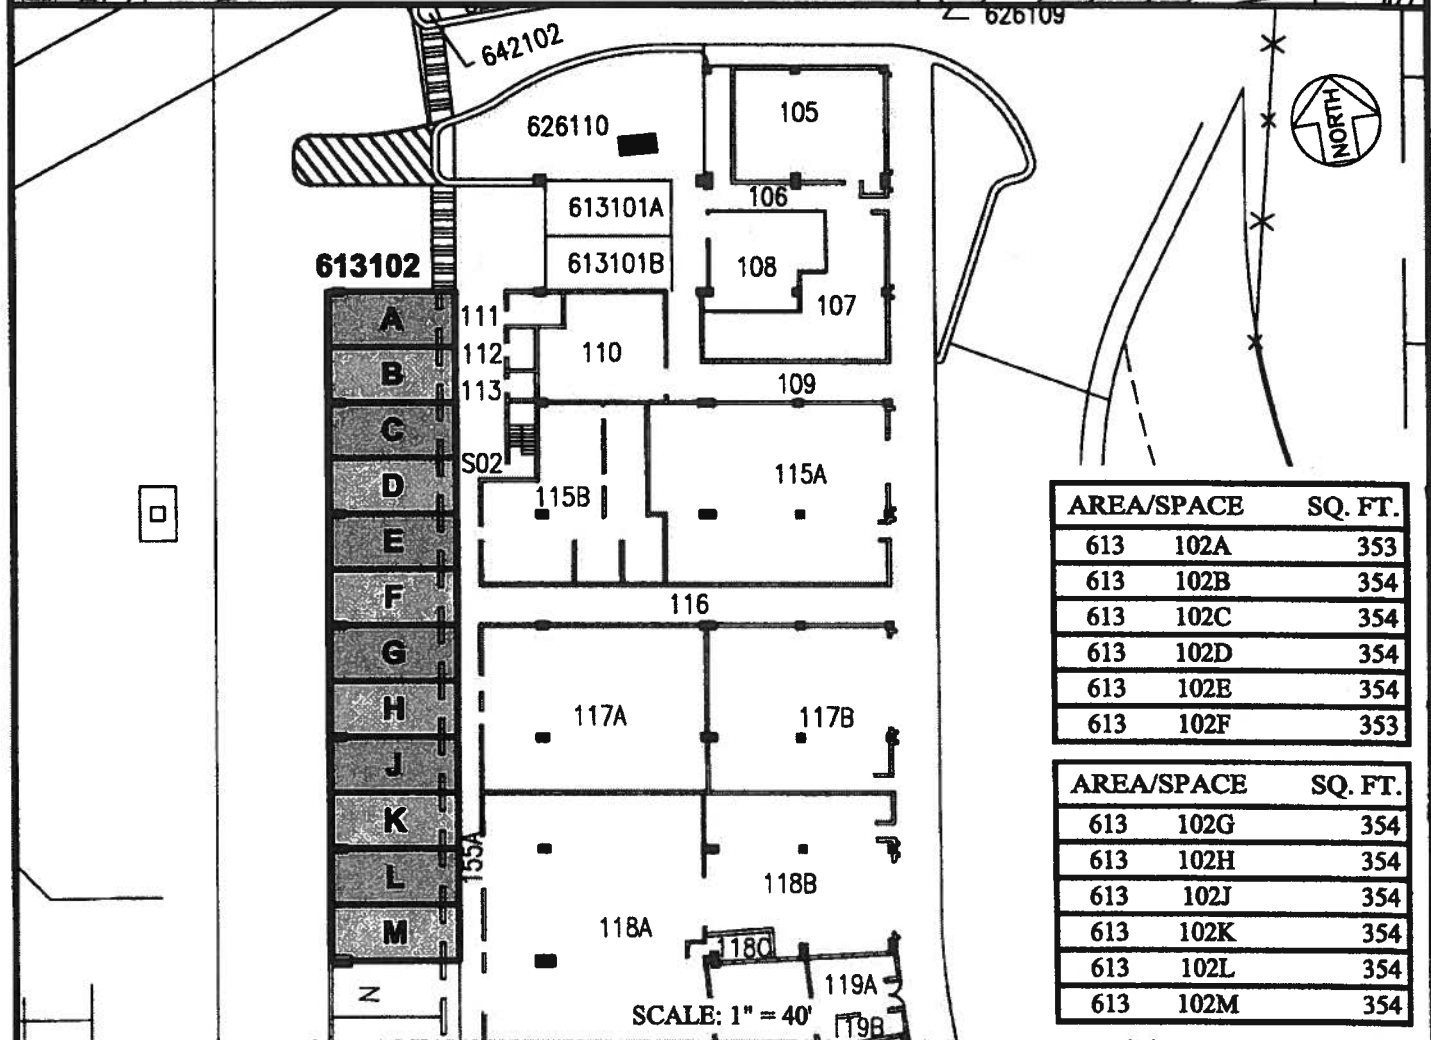 626109
642102
NORTH
105
626110
106
613101A
613101B
108
107
613102
A
111
112
110
B
113
109
C
S02
115A
D
115B
E
F
116
G
H
117A
117B
J
K
155A
L
118B
M
118A
118C
N
119A
SCALE: 1" = 40'
119B
AREA/SPACE SQ. FT.
613 102A 353
613 102B 354
613 102C 354
613 102D 354
613 102E 354
613 102F 353
AREA/SPACE SQ. FT.
613 102G 354
613 102H 354
613 102J 354
613 102K 354
613 102L 354
613 102M 354